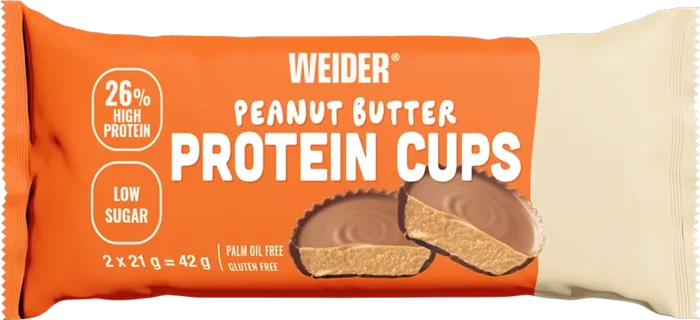 WEIDER®
PEANUT BUTTER
PROTEIN CUPS
26%
HIGH
PROTEIN
LOW
SUGAR
2 x 21 g = 42 g
PALM OIL FREE
GLUTEN FREE